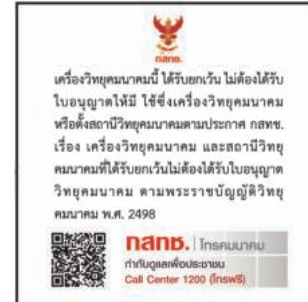 กสทช.
เครื่องวิทยุคมนาคมนี้ ได้รับยกเว้น ไม่ต้องได้รับ
ใบอนุญาตให้มี ใช้ซึ่งเครื่องวิทยุคมนาคม
หรือตั้งสถานีวิทยุคมนาคมตามประกาศ กสทช.
เรื่อง เครื่องวิทยุคมนาคม และสถานีวิทยุ
คมนาคมที่ได้รับยกเว้นไม่ต้องได้รับใบอนุญาต
วิทยุคมนาคม ตามพระราชบัญญัติวิทยุ
คมนาคม พ.ศ. 2498
กสทช. | โทรคมนาคม
กำกับดูแลเพื่อประชาชน
Call Center 1200 (โทรฟรี)